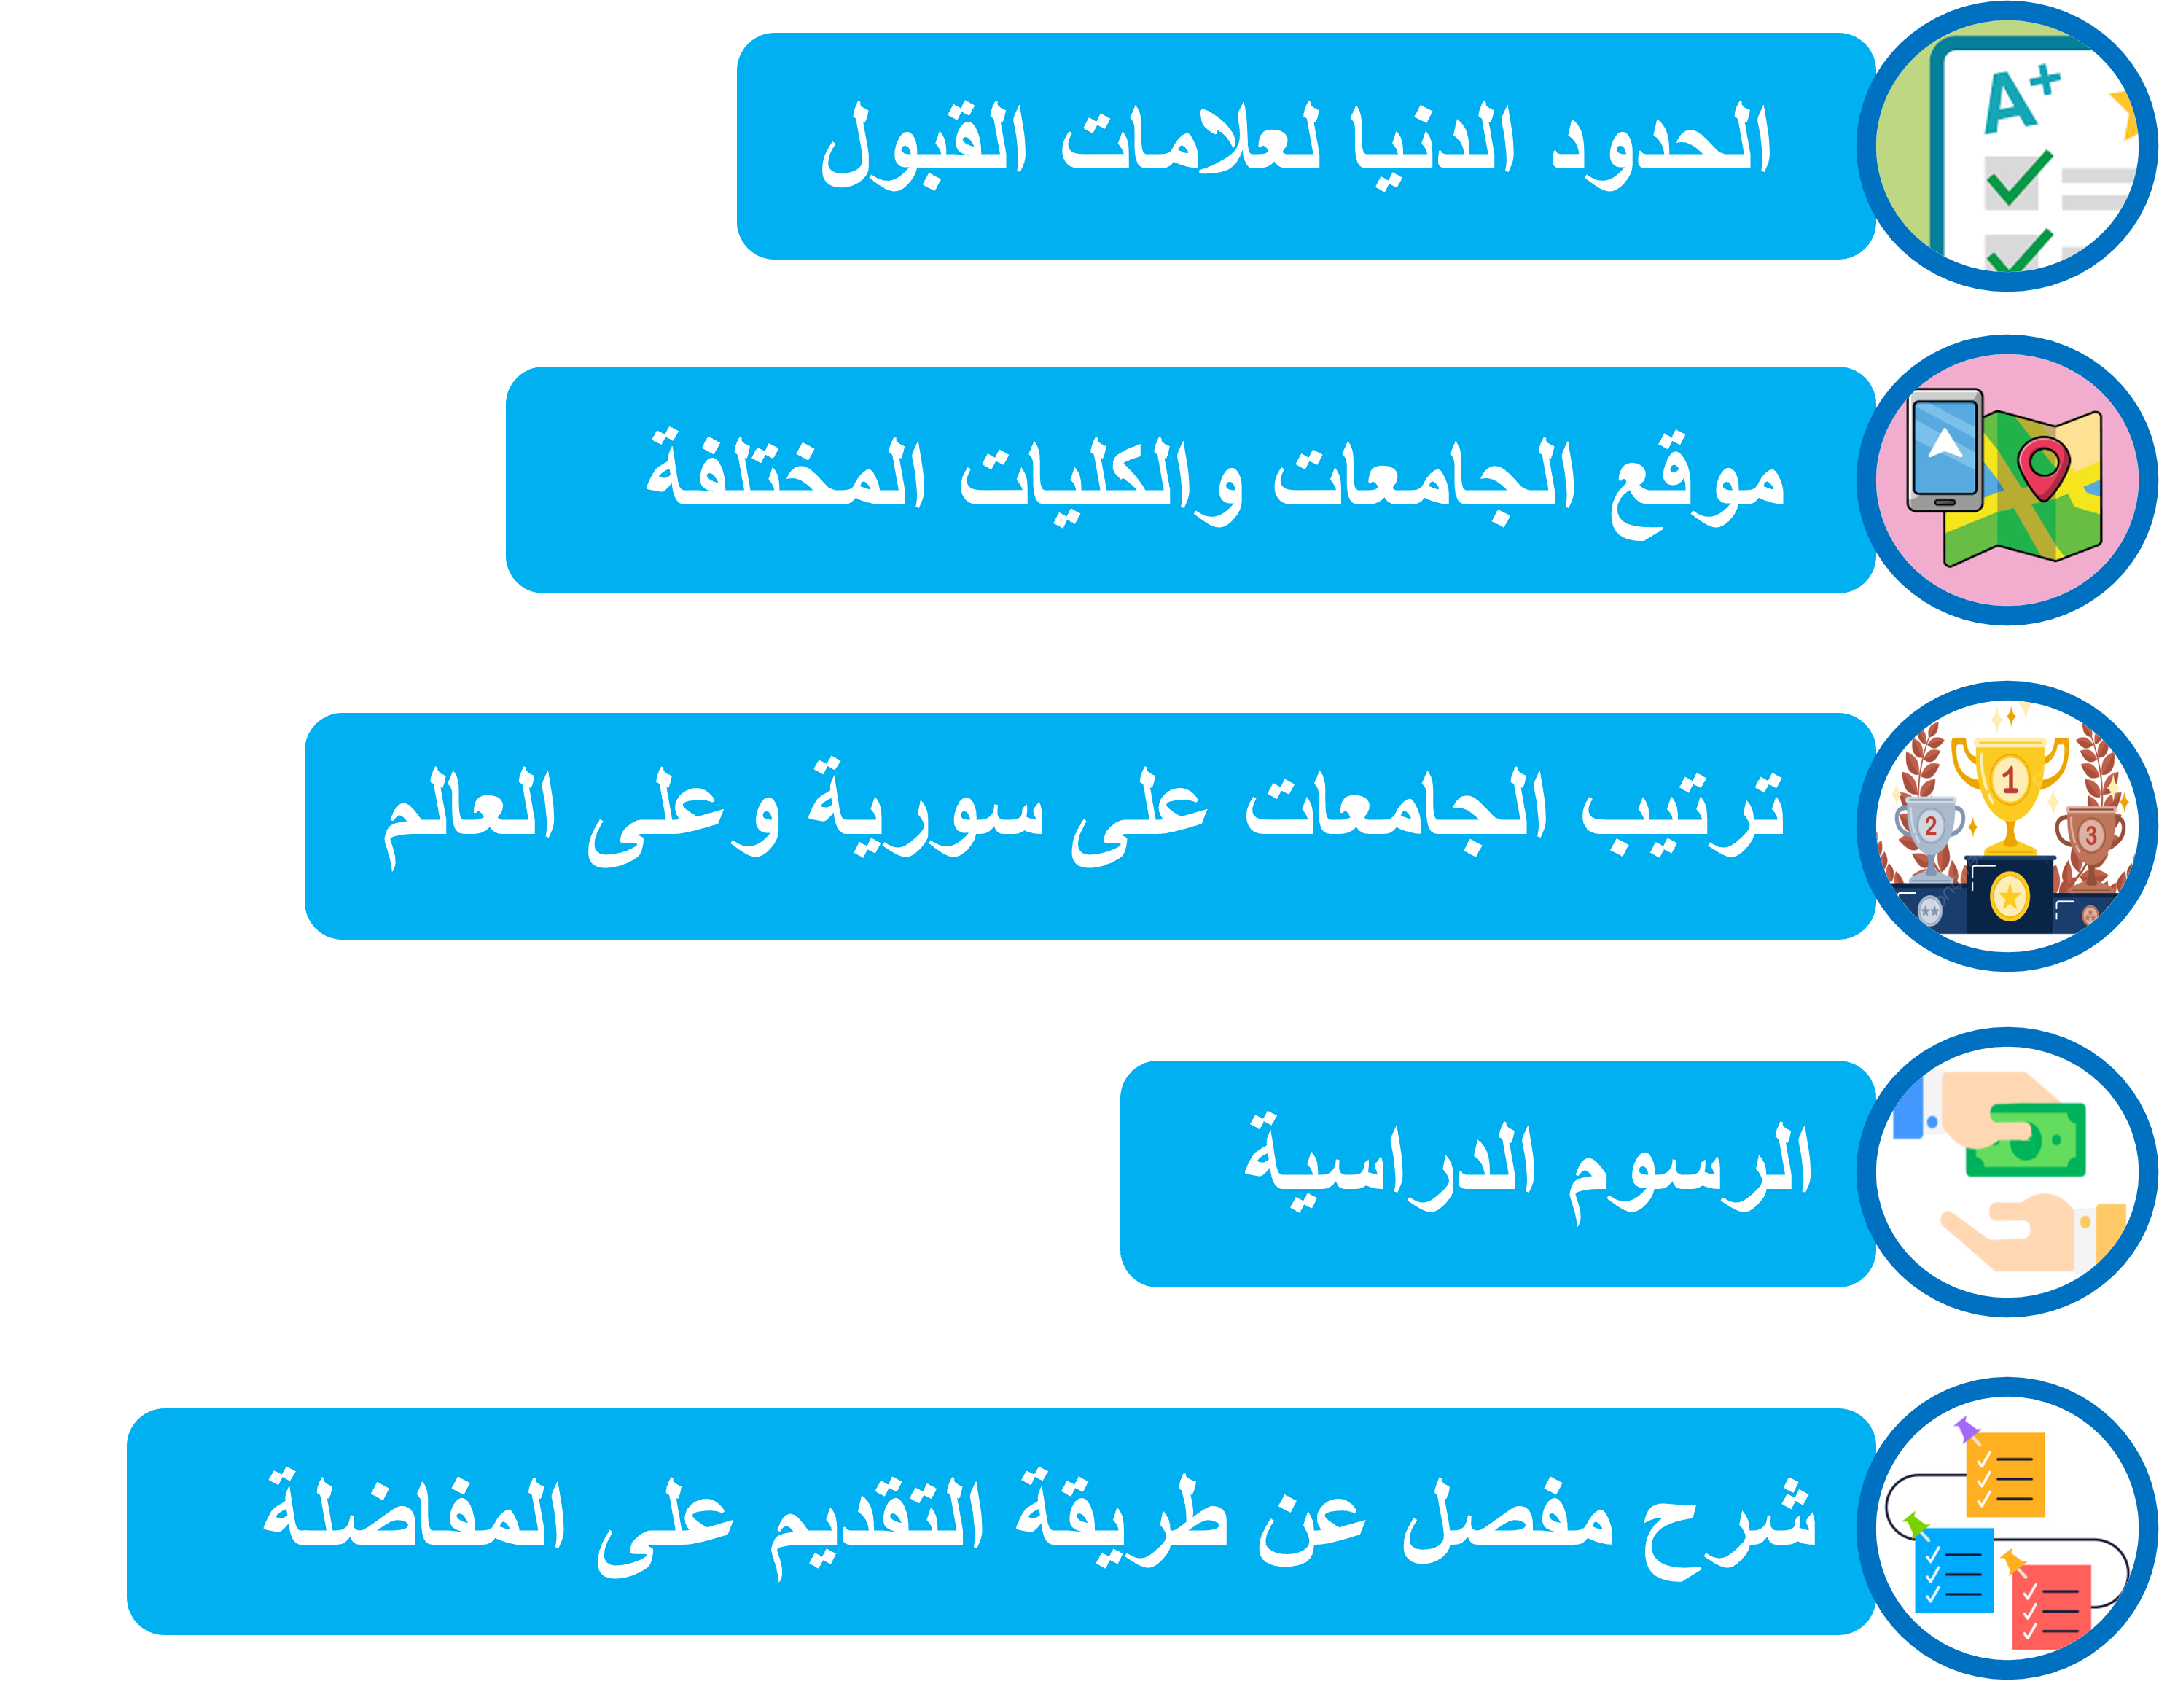 A+
الحدود الدنيا لعلامات القبول
موقع الجامعات والكليات المختلفة
1
2
3
ترتيب الجامعات على سورية وعلى العالم
الرسوم الدراسية
شرح مفصل عن طريقة التقديم على المفاضلة